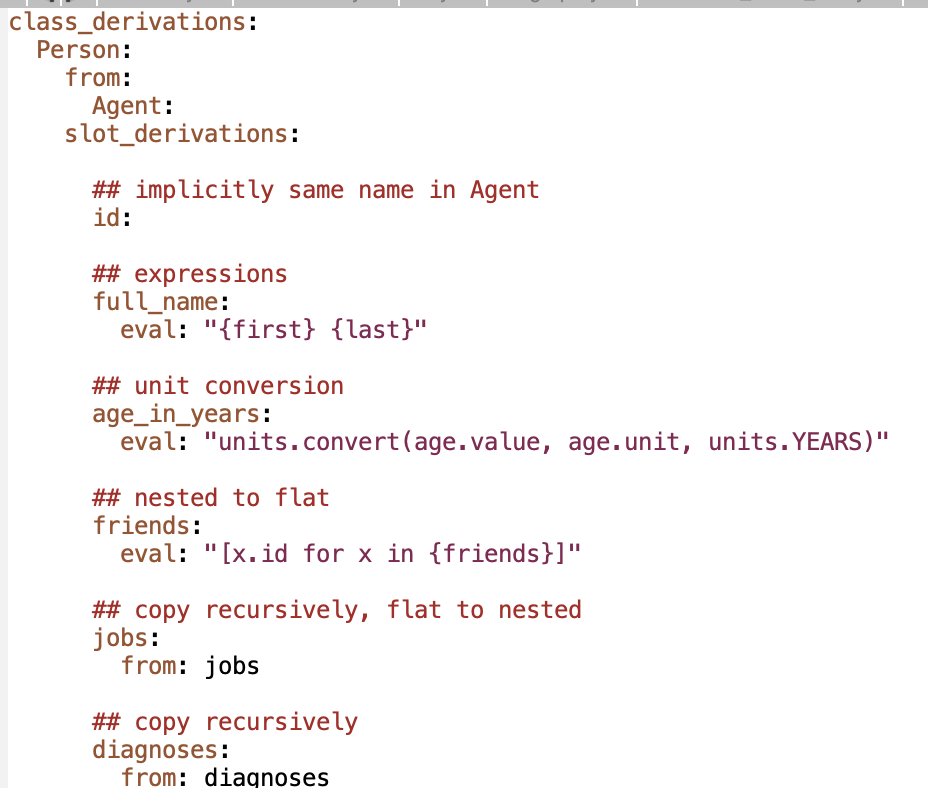 class_derivations:
  Person:
    from:
      Agent:
    slot_derivations:

      ## implicitly same name in Agent
      id:

      ## expressions
      full_name:
        eval: "{first} {last}"

      ## unit conversion
      age_in_years:
        eval: "units.convert(age.value, age.unit, units.YEARS)"

      ## nested to flat
      friends:
        eval: "[x.id for x in {friends}]"

      ## copy recursively, flat to nested
      jobs:
        from: jobs

      ## copy recursively
      diagnoses:
        from: diagnoses